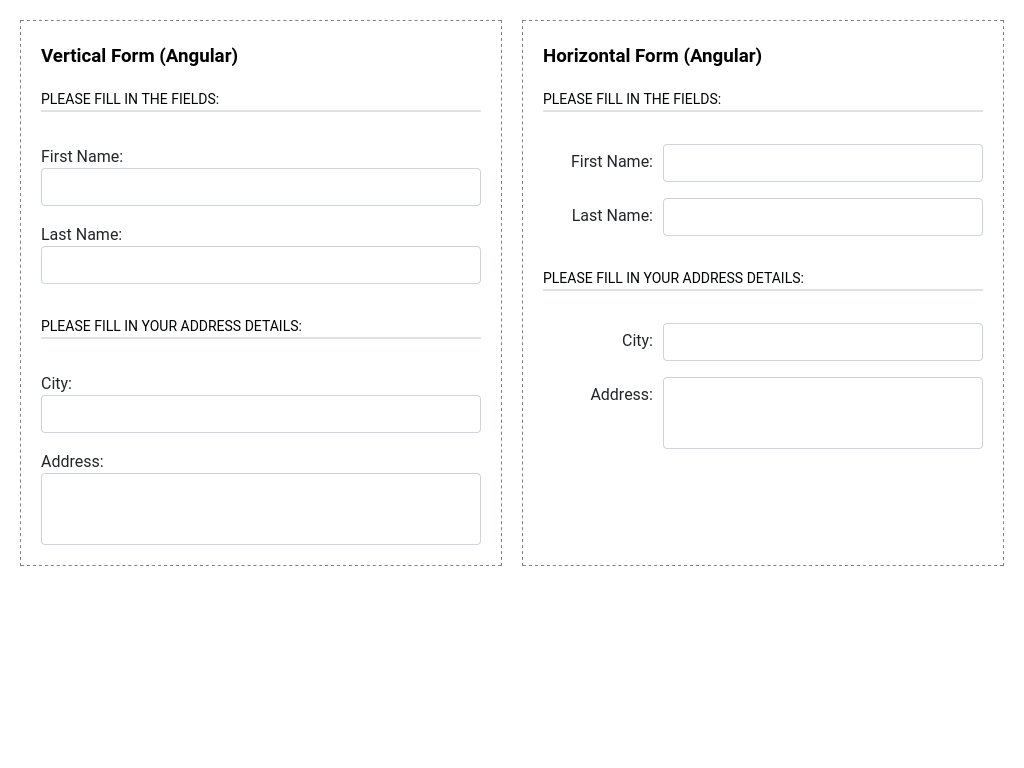 Vertical Form (Angular)
PLEASE FILL IN THE FIELDS:
First Name:
Last Name:
PLEASE FILL IN YOUR ADDRESS DETAILS:
City:
Address:
Horizontal Form (Angular)
PLEASE FILL IN THE FIELDS:
First Name:
Last Name:
PLEASE FILL IN YOUR ADDRESS DETAILS:
City:
Address: